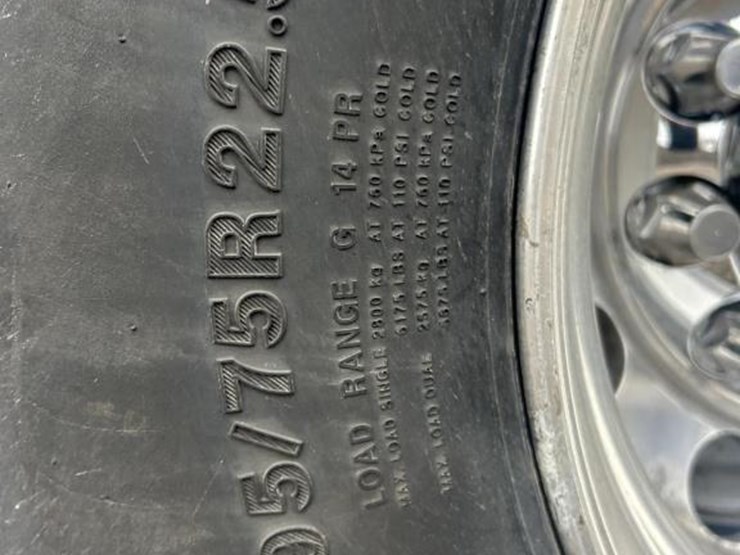 95/75R22.5
LOAD RANGE G 14 PR
MAX. LOAD SINGLE 2800 kg AT 760 kPa COLD
6175 LBS AT 110 PSI COLD
MAX. LOAD DUAL 2575 kg AT 760 kPa COLD
5675 LBS AT 110 PSI COLD